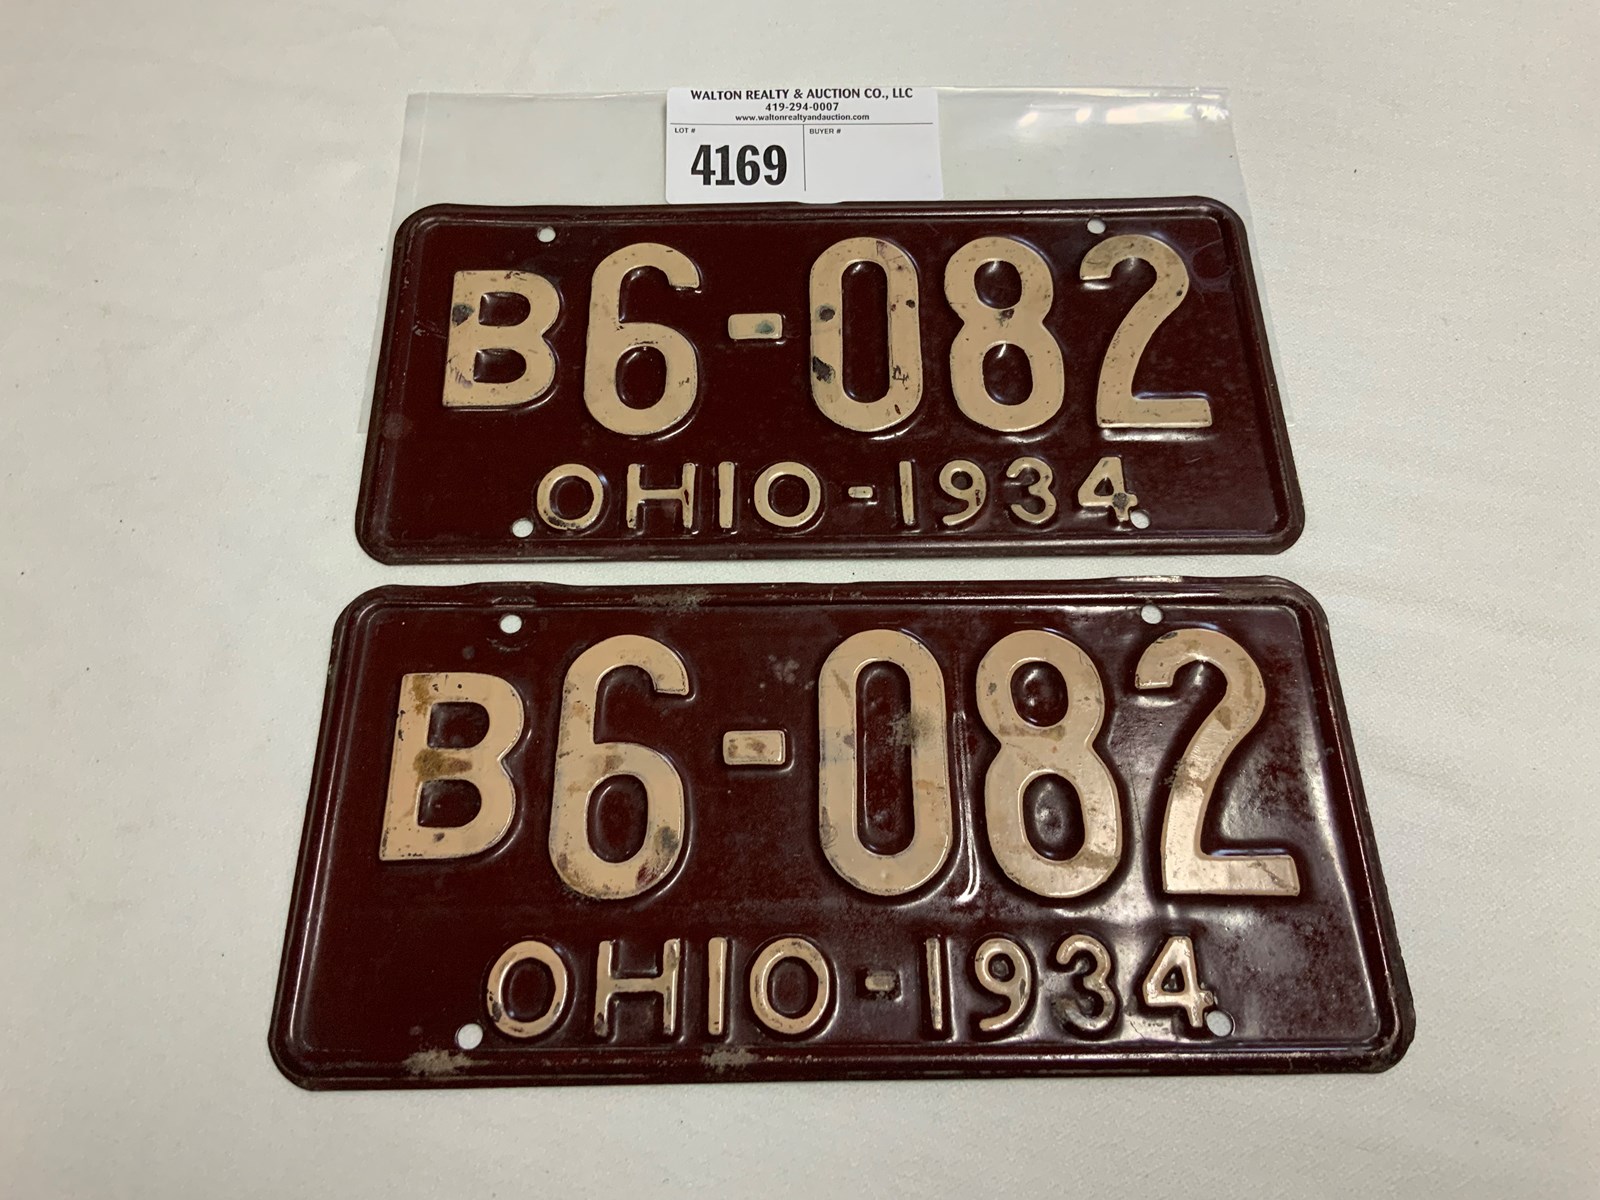 WALTON REALTY & AUCTION CO., LLC
419-294-0007
www.waltonrealtyandauction.com
LOT # BUYER #
4169
B6-082
OHIO-1934
B6-082
OHIO-1934